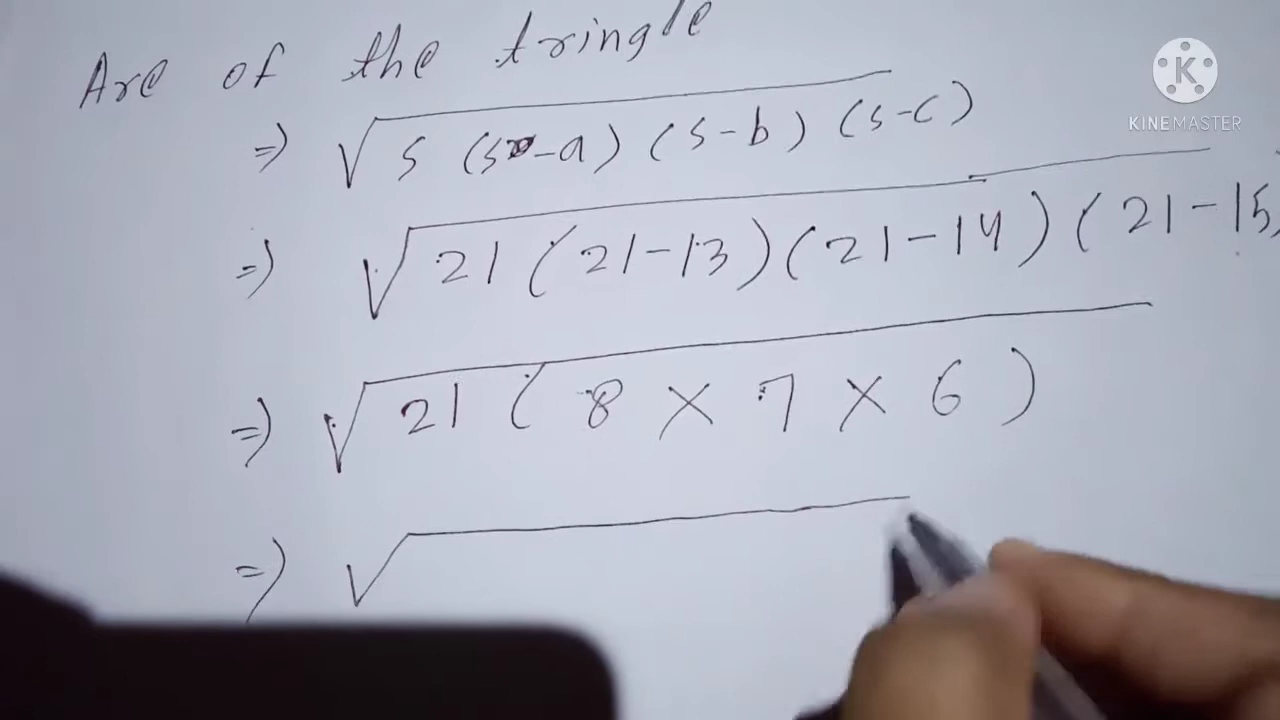 Are of the tringle
K
KINEMASTER
=) √s (s-a) (s-b) (s-c)
=) √21 (21-13) (21-14) (21-15)
=) √21 ( 8 × 7 × 6 )
=) √